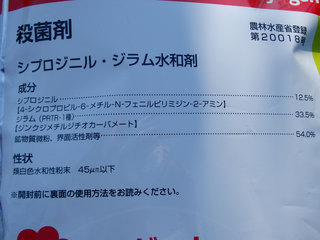 殺菌剤
農林水産省登録
第20018号
シプロジニル・ジラム水和剤
成分
シプロジニル 12.5%
【4-シクロプロピル-6-メチル-N-フェニルピリミジン-2-アミン】
ジラム（PRTR・1種） 33.5%
【ジンクジメチルジチオカーバメート】
鉱物質微粉、界面活性剤等 54.0%
性状
類白色水和性粉末 45μm以下
※開封前に裏面の使用方法をお読みください。